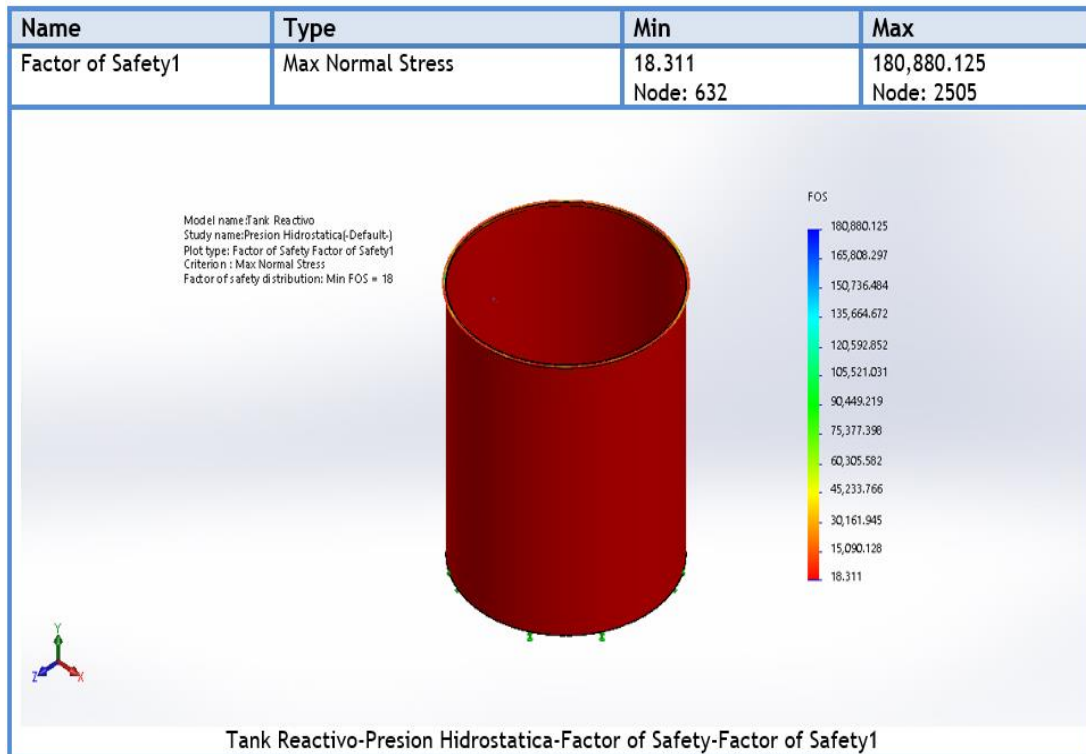 Name Type Min Max
Factor of Safety1 Max Normal Stress 18.311 180,880.125
Node: 632 Node: 2505
Model name:Tank Reactivo
Study name:Presion Hidrostatica(-Default-)
Plot type: Factor of Safety Factor of Safety1
Criterion : Max Normal Stress
Factor of safety distribution: Min FOS = 18
FOS
180,880.125
165,808.297
150,736.484
135,664.672
120,592.852
105,521.031
90,449.219
75,377.398
60,305.582
45,233.766
30,161.945
15,090.128
18.311
Y
Z X
Tank Reactivo-Presion Hidrostatica-Factor of Safety-Factor of Safety1